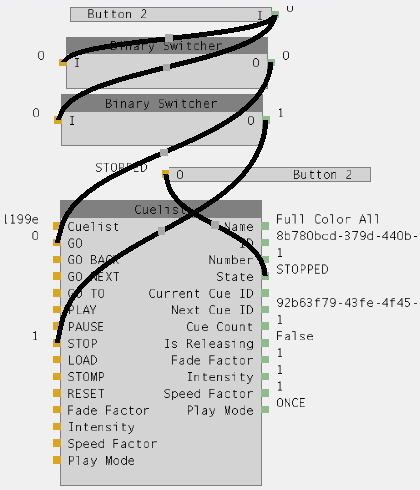 Button 2 I 0
Binary Switcher
0 I O 0
Binary Switcher
0 I O 1
STOPPED O Button 2
Cuelist
l199e Cuelist Name Full Color All
0 GO ID 8b780bcd-379d-440b-
GO BACK Number 1
GO NEXT State STOPPED
GO TO Current Cue ID
PLAY Next Cue ID 92b63f79-43fe-4f45-
PAUSE Cue Count 1
1 STOP Is Releasing False
LOAD Fade Factor 1
STOMP Intensity 1
RESET Speed Factor 1
Fade Factor Play Mode ONCE
Intensity
Speed Factor
Play Mode